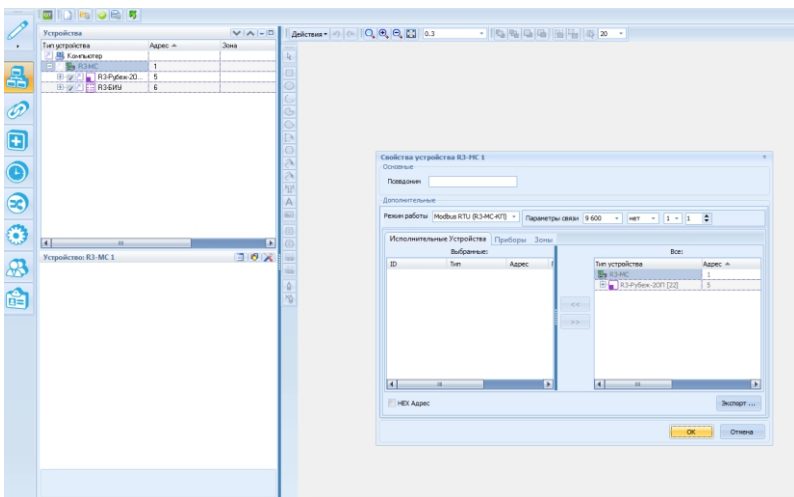 Устройства
Действия
0.3
20
Тип устройства Адрес Зона
Компьютер
R3-МС 1
R3-Рубеж-20... 5
R3-БИУ 6
Устройство: R3-МС 1
Свойства устройства R3-МС 1
Основные
Псевдоним
Дополнительные
Режим работы Modbus RTU (R3-МС-КП) Параметры связи 9 600 нет 1 1
Исполнительные Устройства Приборы Зоны
Выбранные: Все:
ID Тип Адрес Тип устройства Адрес
R3-МС 1
R3-Рубеж-2ОП [22] 5
<<
>>
HEX Адрес
Экспорт ...
OK Отмена